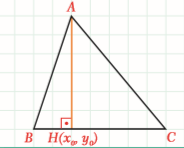 A
B H(x₀, y₀) C